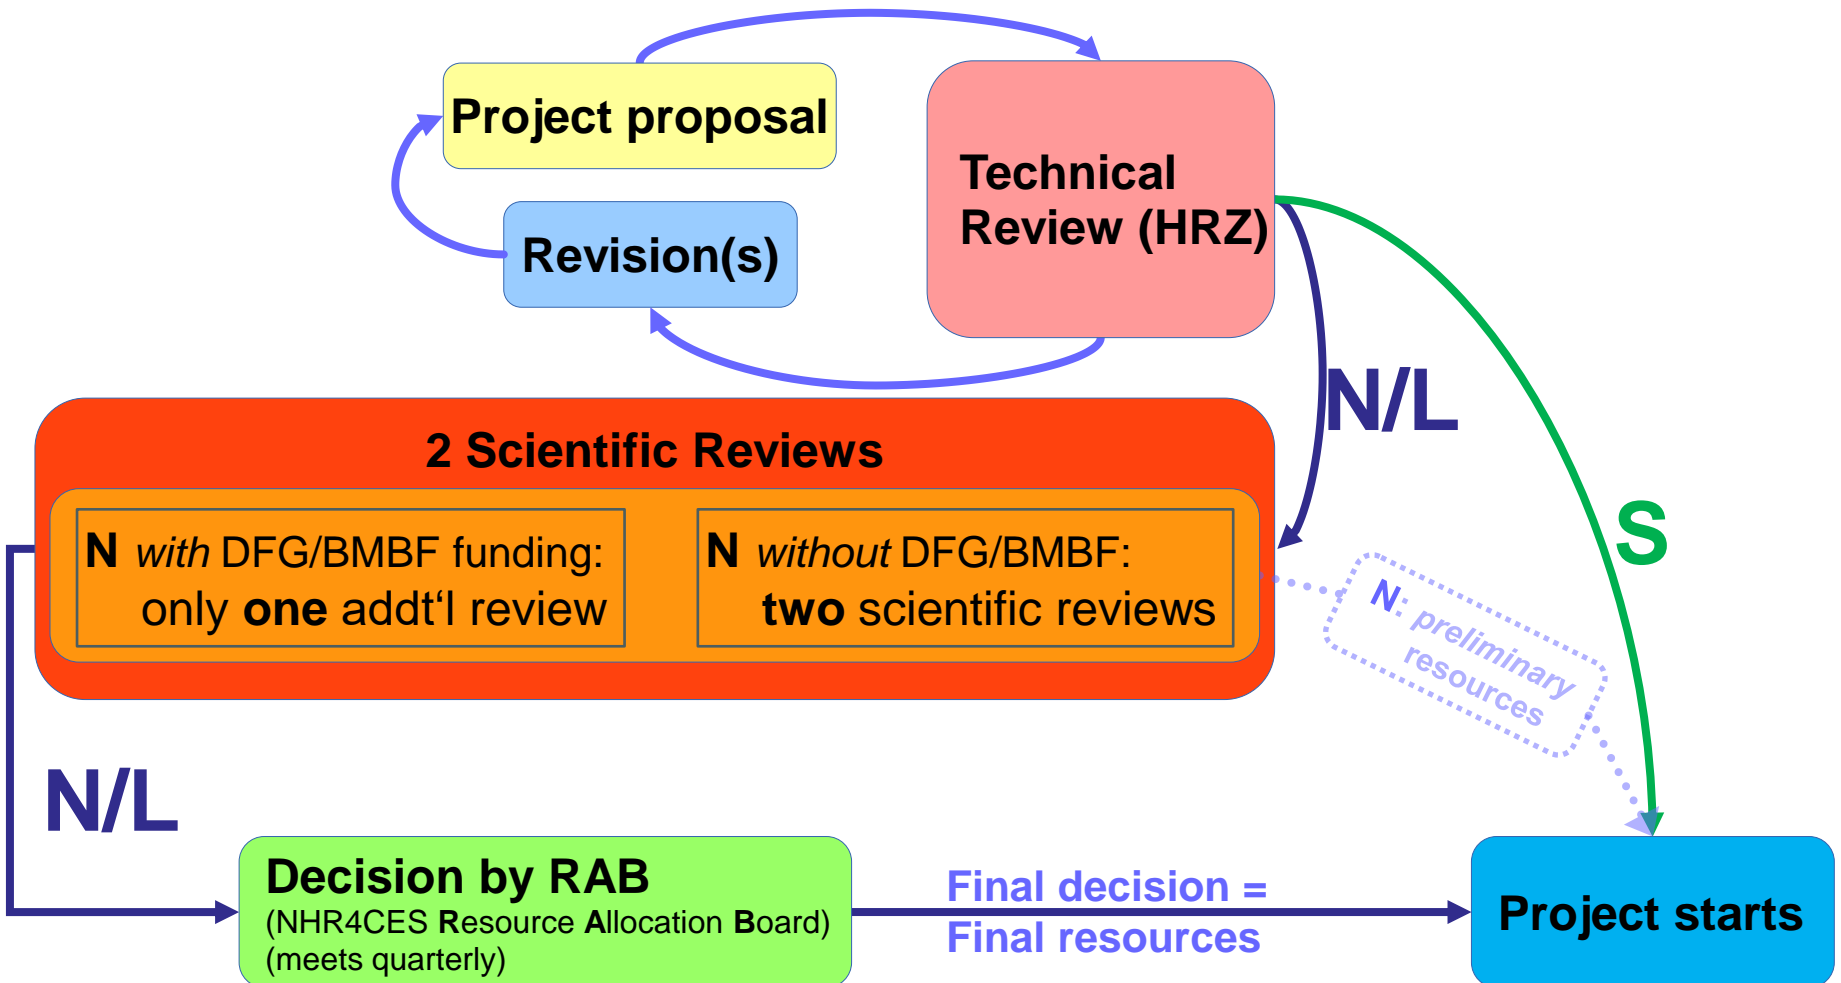 Project proposal
Technical
Review (HRZ)
Revision(s)
N/L
2 Scientific Reviews
N with DFG/BMBF funding:
only one addt‘l review
N without DFG/BMBF:
two scientific reviews
S
N: preliminary
resources
N/L
Decision by RAB
(NHR4CES Resource Allocation Board)
(meets quarterly)
Final decision =
Final resources
Project starts